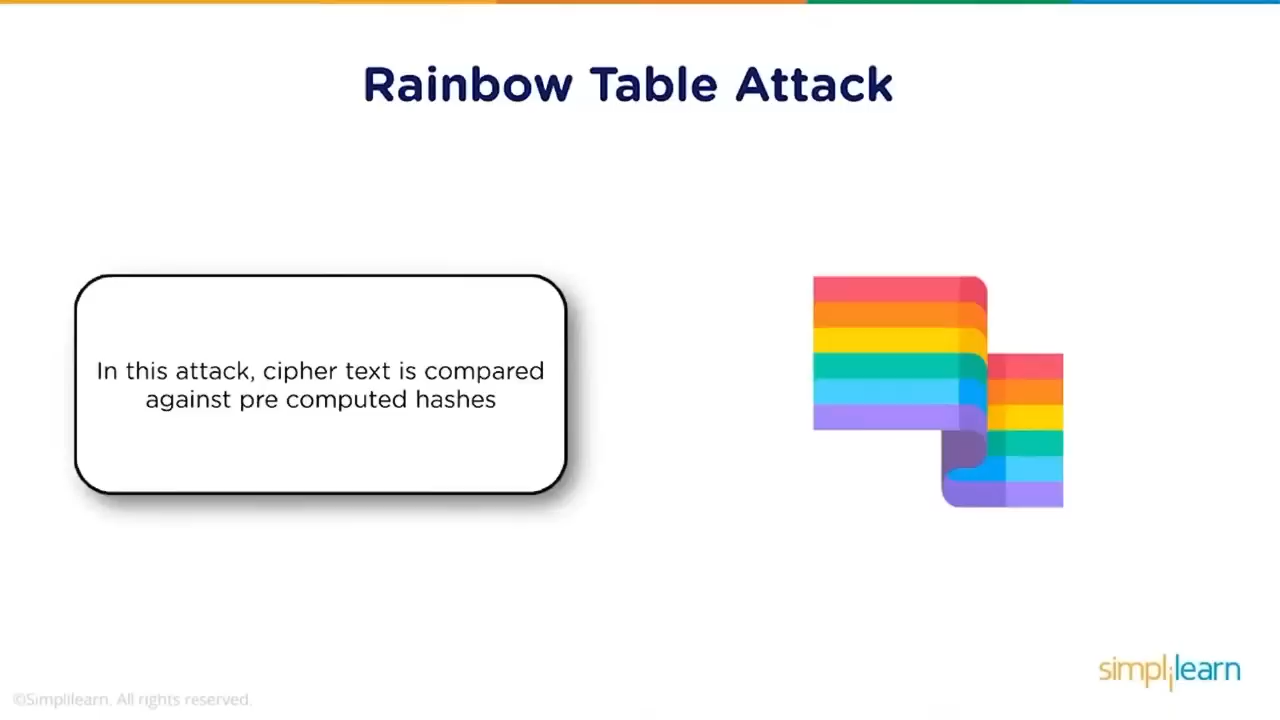 Rainbow Table Attack
In this attack, cipher text is compared
against pre computed hashes
simplilearn
©Simplilearn. All rights reserved.